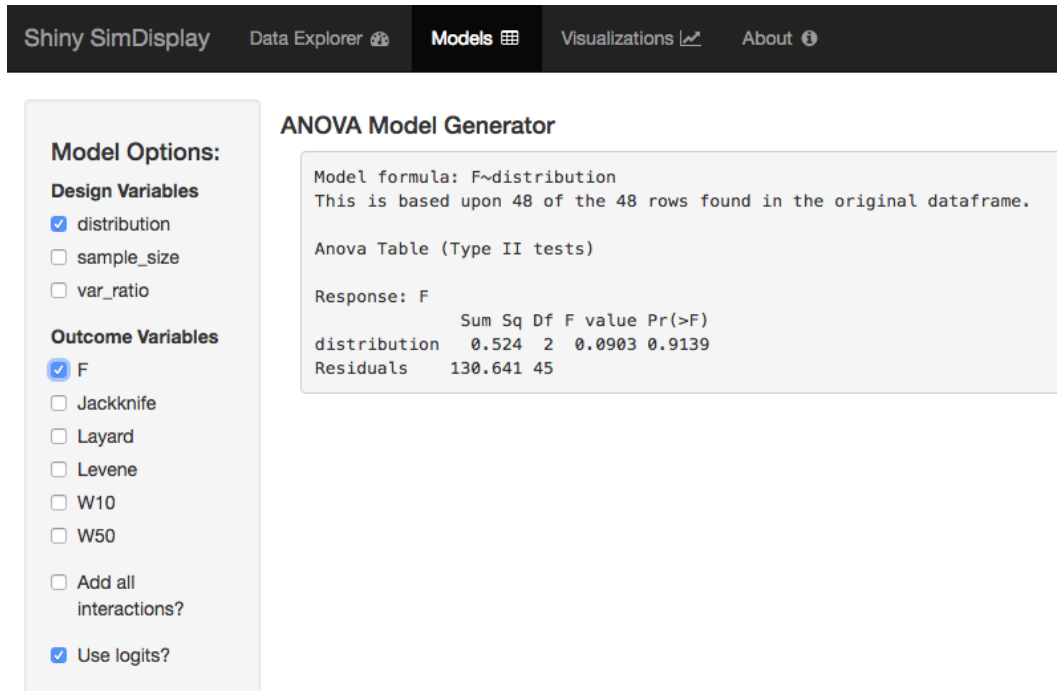 Shiny SimDisplay Data Explorer Models Visualizations About
Model Options:
Design Variables
distribution
sample_size
var_ratio
Outcome Variables
F
Jackknife
Layard
Levene
W10
W50
Add all
interactions?
Use logits?
ANOVA Model Generator
Model formula: F~distribution
This is based upon 48 of the 48 rows found in the original dataframe.
Anova Table (Type II tests)
Response: F
Sum Sq Df F value Pr(>F)
distribution 0.524 2 0.0903 0.9139
Residuals 130.641 45